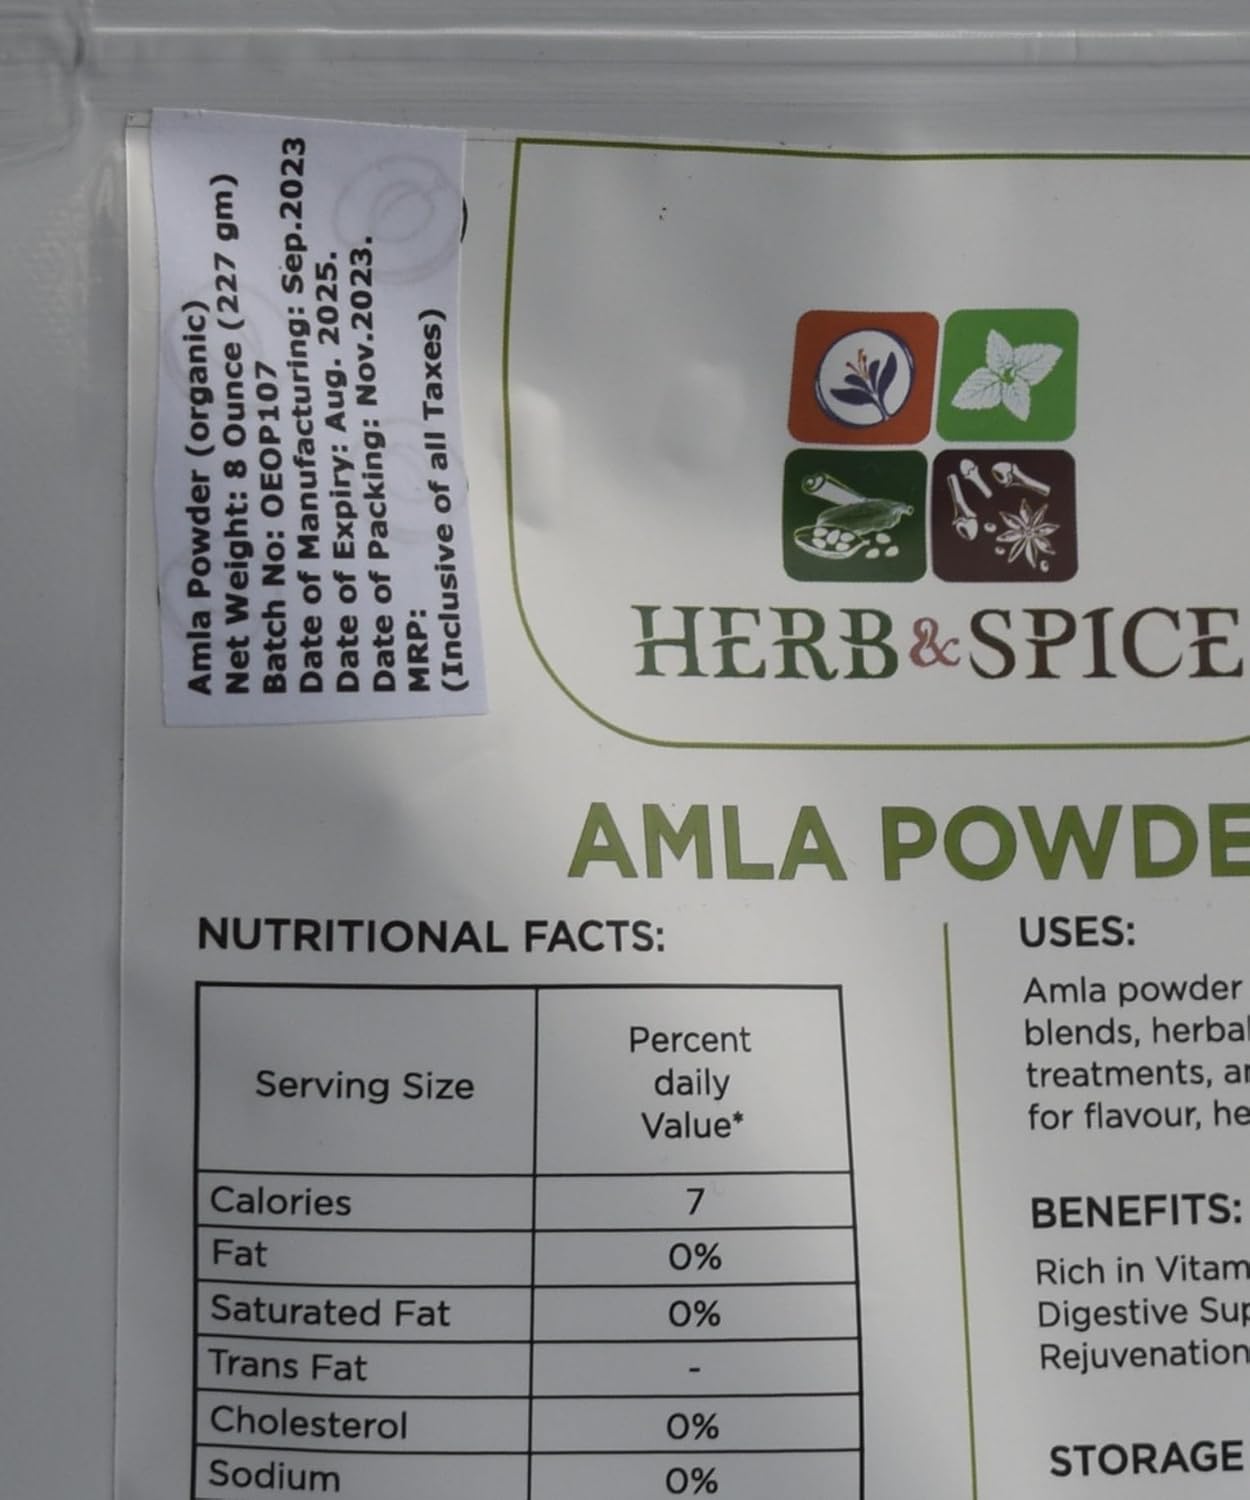 Amla Powder (organic)
Net Weight: 8 Ounce (227 gm)
Batch No: OEOP107
Date of Manufacturing: Sep.2023
Date of Expiry: Aug. 2025.
Date of Packing: Nov.2023.
MRP:
(Inclusive of all Taxes)
HERB&SPICE
AMLA POWDE
NUTRITIONAL FACTS:
Serving Size
Percent
daily
Value*
Calories 7
Fat 0%
Saturated Fat 0%
Trans Fat -
Cholesterol 0%
Sodium 0%
USES:
Amla powder
blends, herbal
treatments, an
for flavour, he
BENEFITS:
Rich in Vitam
Digestive Sup
Rejuvenation
STORAGE